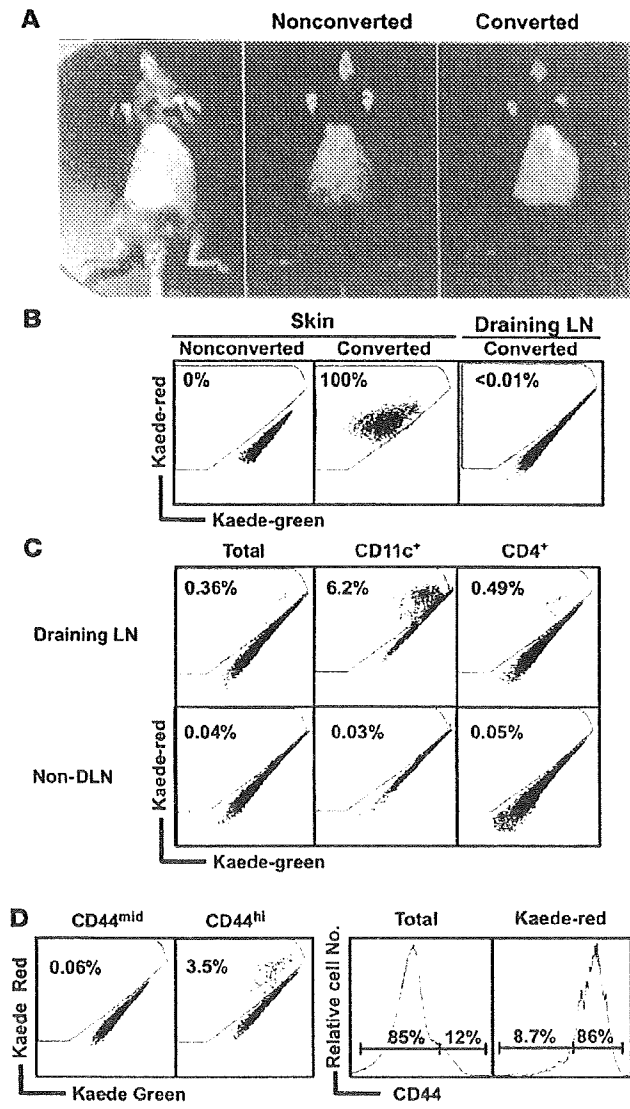 A
Nonconverted Converted
B
Skin Draining LN
Nonconverted Converted Converted
0% 100% <0.01%
Kaede-red
Kaede-green
C
Total CD11c+ CD4+
Draining LN
0.36% 6.2% 0.49%
Non-DLN
0.04% 0.03% 0.05%
Kaede-red
Kaede-green
D
CD44mid CD44hi Total Kaede-red
0.06% 3.5%
Kaede Red
Kaede Green
Relative cell No.
85% 12% 8.7% 86%
CD44